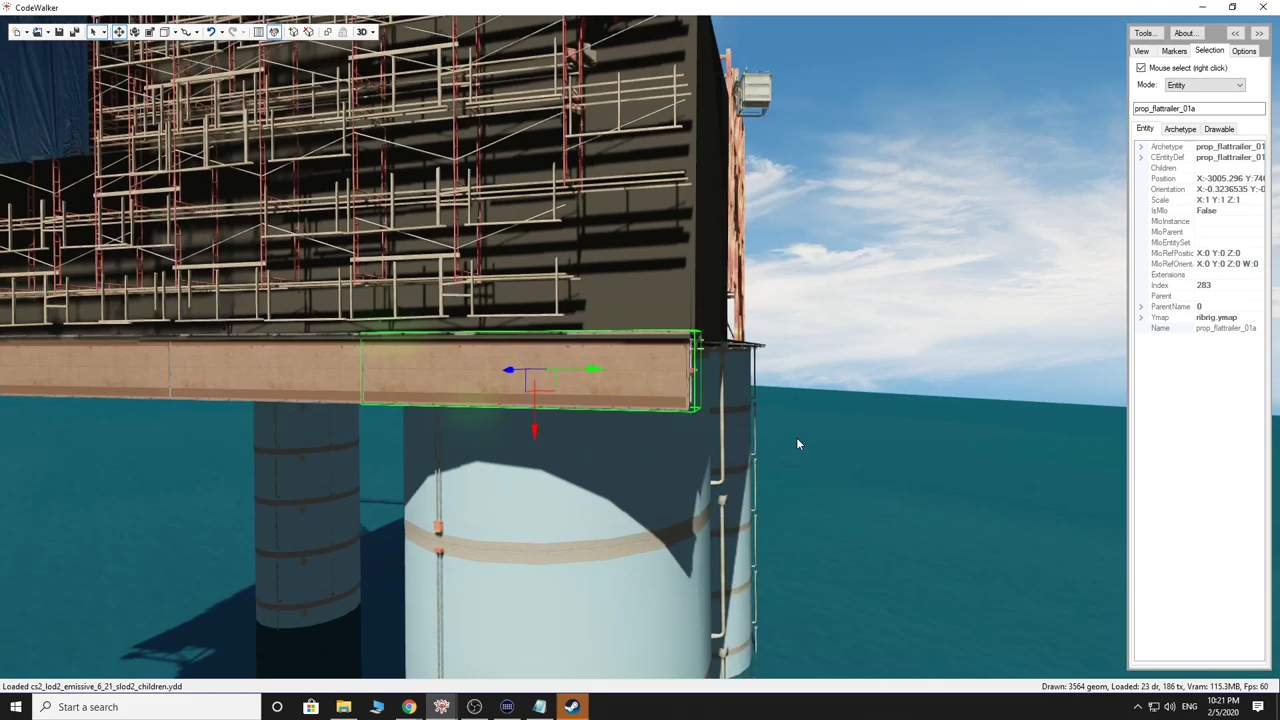 CodeWalker
3D
Tools...
About...
<<
>>
View
Markers
Selection
Options
Mouse select (right click)
Mode:
Entity
prop_flattrailer_01a
Entity
Archetype
Drawable
Archetype prop_flattrailer_01
CEntityDef prop_flattrailer_01
Children
Position X:-3005.296 Y:746
Orientation X:-0.3236535 Y:-0
Scale X:1 Y:1 Z:1
IsMlo False
MloInstance
MloParent
MloEntitySet
MloRefPositic X:0 Y:0 Z:0
MloRefOrient X:0 Y:0 Z:0 W:0
Extensions
Index 283
Parent
ParentName 0
Ymap ribrig.ymap
Name prop_flattrailer_01a
Loaded cs2_lod2_emissive_6_21_slod2_children.ydd
Drawn: 3564 geom, Loaded: 23 dr, 186 tx, Vram: 115.3MB, Fps: 60
Start a search
ENG
10:21 PM
2/5/2020